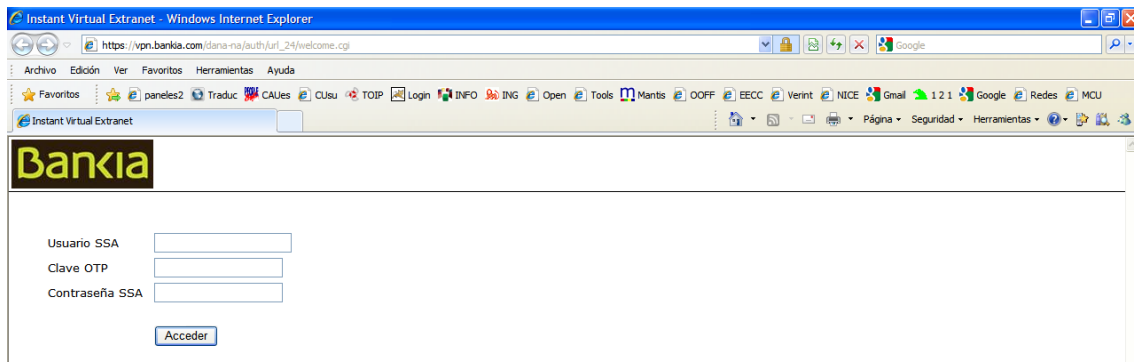 Instant Virtual Extranet - Windows Internet Explorer
https://vpn.bankia.com/dana-na/auth/url_24/welcome.cgi Google
Archivo Edición Ver Favoritos Herramientas Ayuda
Favoritos paneles2 Traduc CAUes CUsu TOIP Login INFO ING Open Tools Mantis OOFF EECC Verint NICE Gmail 1 2 1 Google Redes MCU
Instant Virtual Extranet Página Seguridad Herramientas
Bankia
Usuario SSA
Clave OTP
Contraseña SSA
Acceder